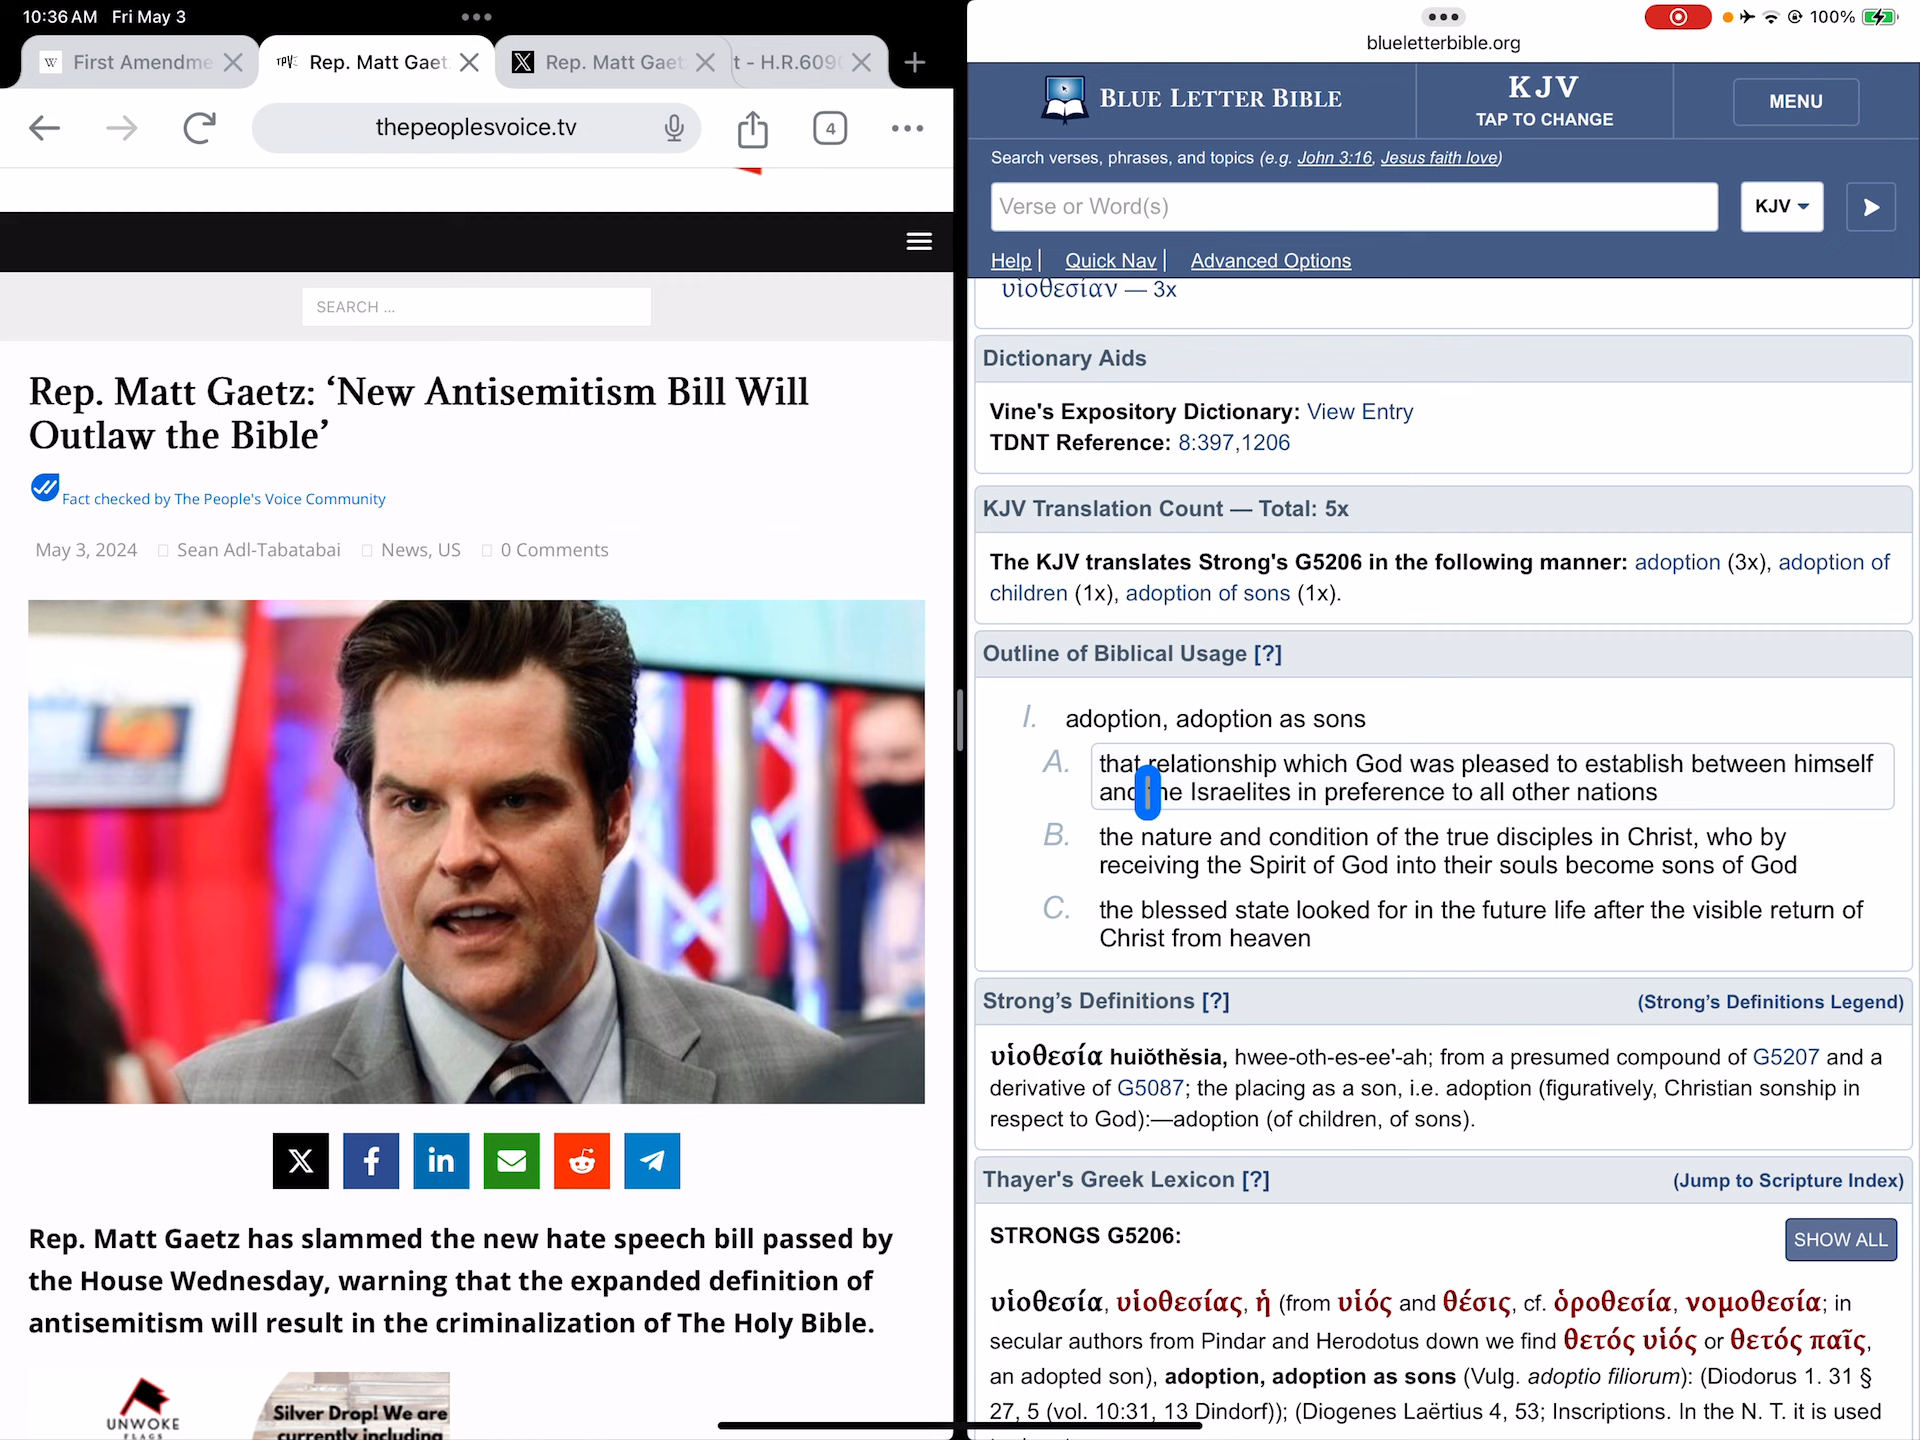 10:36 AM Fri May 3
First Amendme
Rep. Matt Gaet
Rep. Matt Gaet
t - H.R.609
thepeoplesvoice.tv
4
SEARCH ...
Rep. Matt Gaetz: ‘New Antisemitism Bill Will
Outlaw the Bible’
Fact checked by The People's Voice Community
May 3, 2024 Sean Adl-Tabatabai News, US 0 Comments
Rep. Matt Gaetz has slammed the new hate speech bill passed by
the House Wednesday, warning that the expanded definition of
antisemitism will result in the criminalization of The Holy Bible.
UNWOKE
FLAGS
Silver Drop! We are
currently including
100%
blueletterbible.org
BLUE LETTER BIBLE
KJV
TAP TO CHANGE
MENU
Search verses, phrases, and topics (e.g. John 3:16, Jesus faith love)
Verse or Word(s)
KJV
Help | Quick Nav | Advanced Options
υἱοθεσίαν — 3x
Dictionary Aids
Vine's Expository Dictionary: View Entry
TDNT Reference: 8:397,1206
KJV Translation Count — Total: 5x
The KJV translates Strong's G5206 in the following manner: adoption (3x), adoption of
children (1x), adoption of sons (1x).
Outline of Biblical Usage [?]
I. adoption, adoption as sons
A. that relationship which God was pleased to establish between himself
and the Israelites in preference to all other nations
B. the nature and condition of the true disciples in Christ, who by
receiving the Spirit of God into their souls become sons of God
C. the blessed state looked for in the future life after the visible return of
Christ from heaven
Strong’s Definitions [?] (Strong’s Definitions Legend)
υἱοθεσία huiŏthĕsia, hwee-oth-es-ee'-ah; from a presumed compound of G5207 and a
derivative of G5087; the placing as a son, i.e. adoption (figuratively, Christian sonship in
respect to God):—adoption (of children, of sons).
Thayer's Greek Lexicon [?] (Jump to Scripture Index)
STRONGS G5206:
SHOW ALL
υἱοθεσία, υἱοθεσίας, ἡ (from υἱός and θέσις, cf. ὁροθεσία, νομοθεσία; in
secular authors from Pindar and Herodotus down we find θετός υἱός or θετός παῖς,
an adopted son), adoption, adoption as sons (Vulg. adoptio filiorum): (Diodorus 1. 31 §
27, 5 (vol. 10:31, 13 Dindorf)); (Diogenes Laërtius 4, 53; Inscriptions. In the N. T. it is used